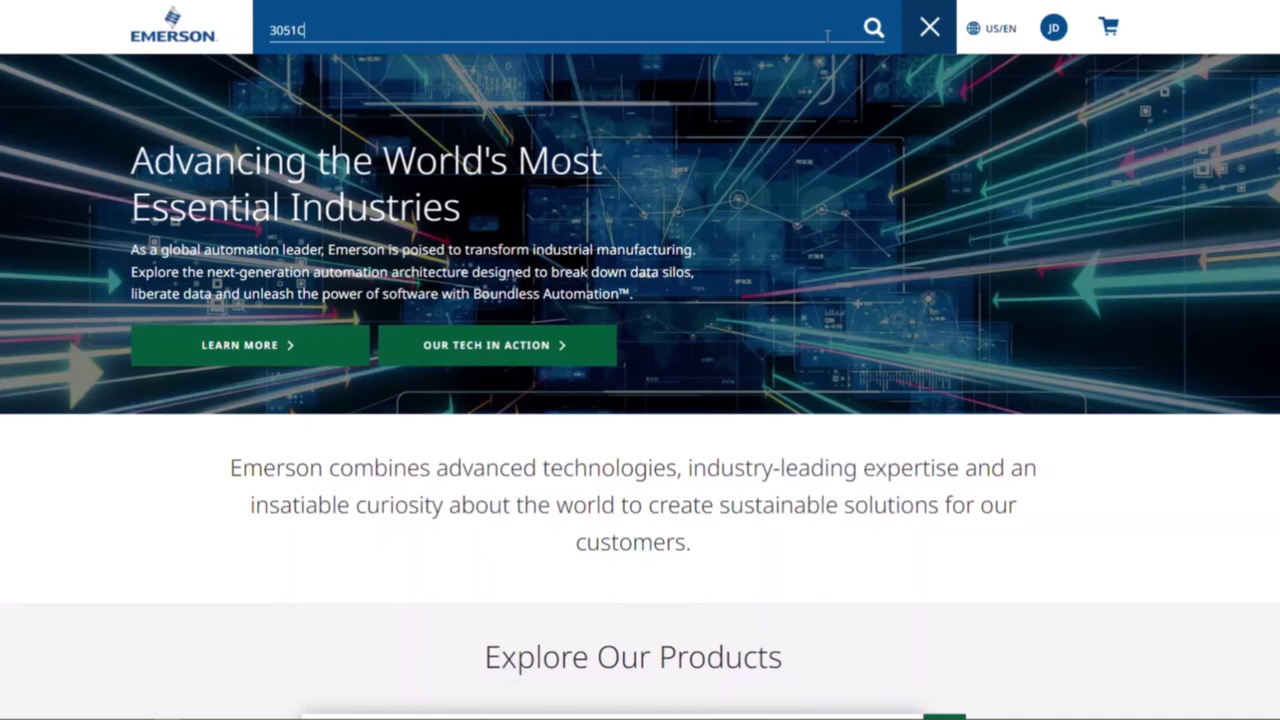 EMERSON
3051C
US/EN
JD
Advancing the World's Most
Essential Industries
As a global automation leader, Emerson is poised to transform industrial manufacturing.
Explore the next-generation automation architecture designed to break down data silos,
liberate data and unleash the power of software with Boundless Automation™.
LEARN MORE
OUR TECH IN ACTION
Emerson combines advanced technologies, industry-leading expertise and an
insatiable curiosity about the world to create sustainable solutions for our
customers.
Explore Our Products